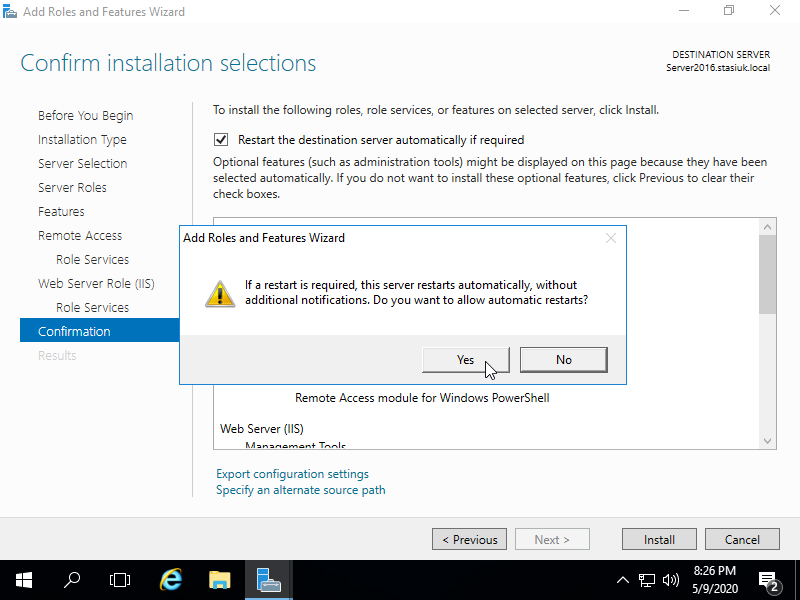 Add Roles and Features Wizard
Confirm installation selections
DESTINATION SERVER
Server2016.stasiuk.local
Before You Begin
Installation Type
Server Selection
Server Roles
Features
Remote Access
Role Services
Web Server Role (IIS)
Role Services
Confirmation
Results
To install the following roles, role services, or features on selected server, click Install.
Restart the destination server automatically if required
Optional features (such as administration tools) might be displayed on this page because they have been
selected automatically. If you do not want to install these optional features, click Previous to clear their
check boxes.
Add Roles and Features Wizard
If a restart is required, this server restarts automatically, without
additional notifications. Do you want to allow automatic restarts?
Yes
No
Remote Access module for Windows PowerShell
Web Server (IIS)
Management Tools
Export configuration settings
Specify an alternate source path
< Previous
Next >
Install
Cancel
8:26 PM
5/9/2020
2